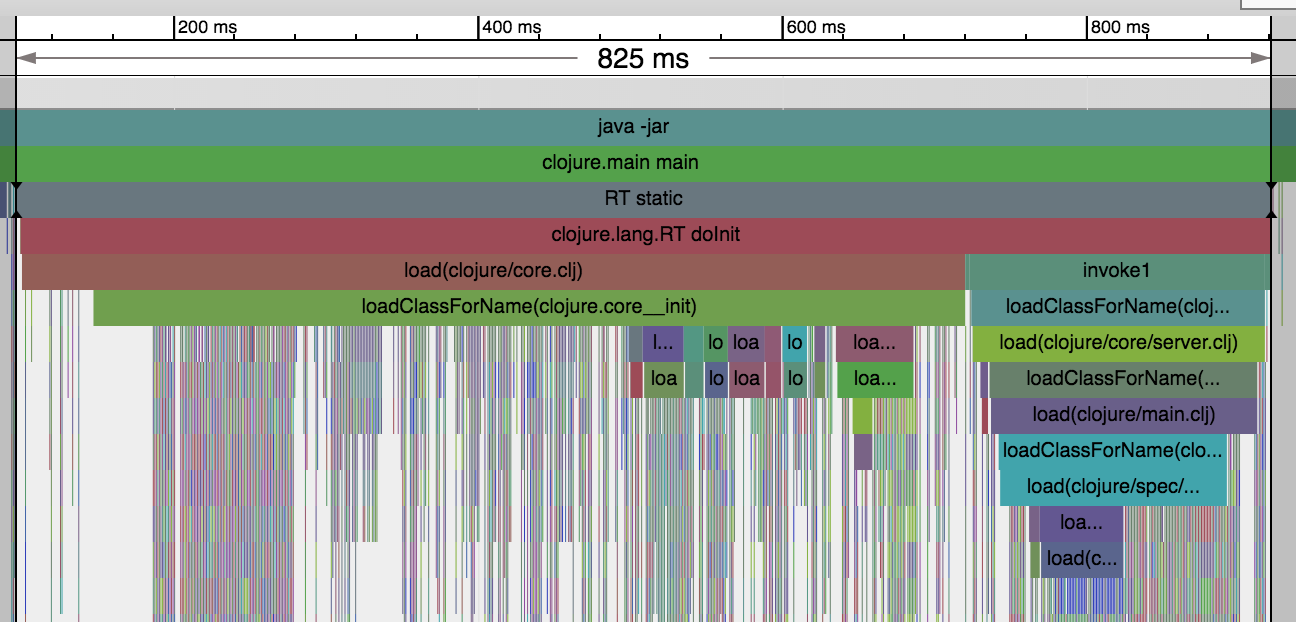 200 ms 400 ms 600 ms 800 ms
825 ms
java -jar
clojure.main main
RT static
clojure.lang.RT doInit
load(clojure/core.clj) invoke1
loadClassForName(clojure.core__init) loadClassForName(cloj...
l... lo loa lo loa... load(clojure/core/server.clj)
loa lo loa lo loa... loadClassForName(...
load(clojure/main.clj)
loadClassForName(clo...
load(clojure/spec/...
loa...
load(c...